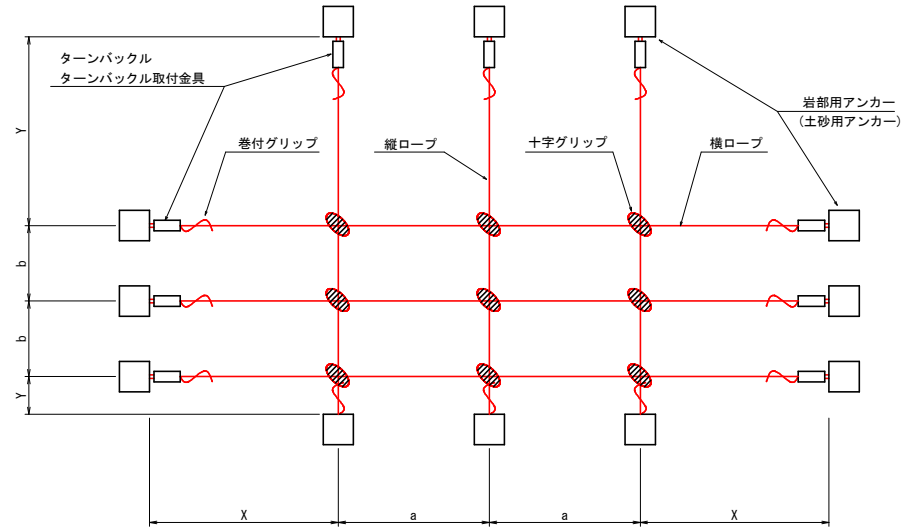 ターンバックル
ターンバックル取付金具
岩部用アンカー
(土砂用アンカー)
巻付グリップ
縦ロープ
十字グリップ
横ロープ
Y
b
b
Y
X
a
a
X